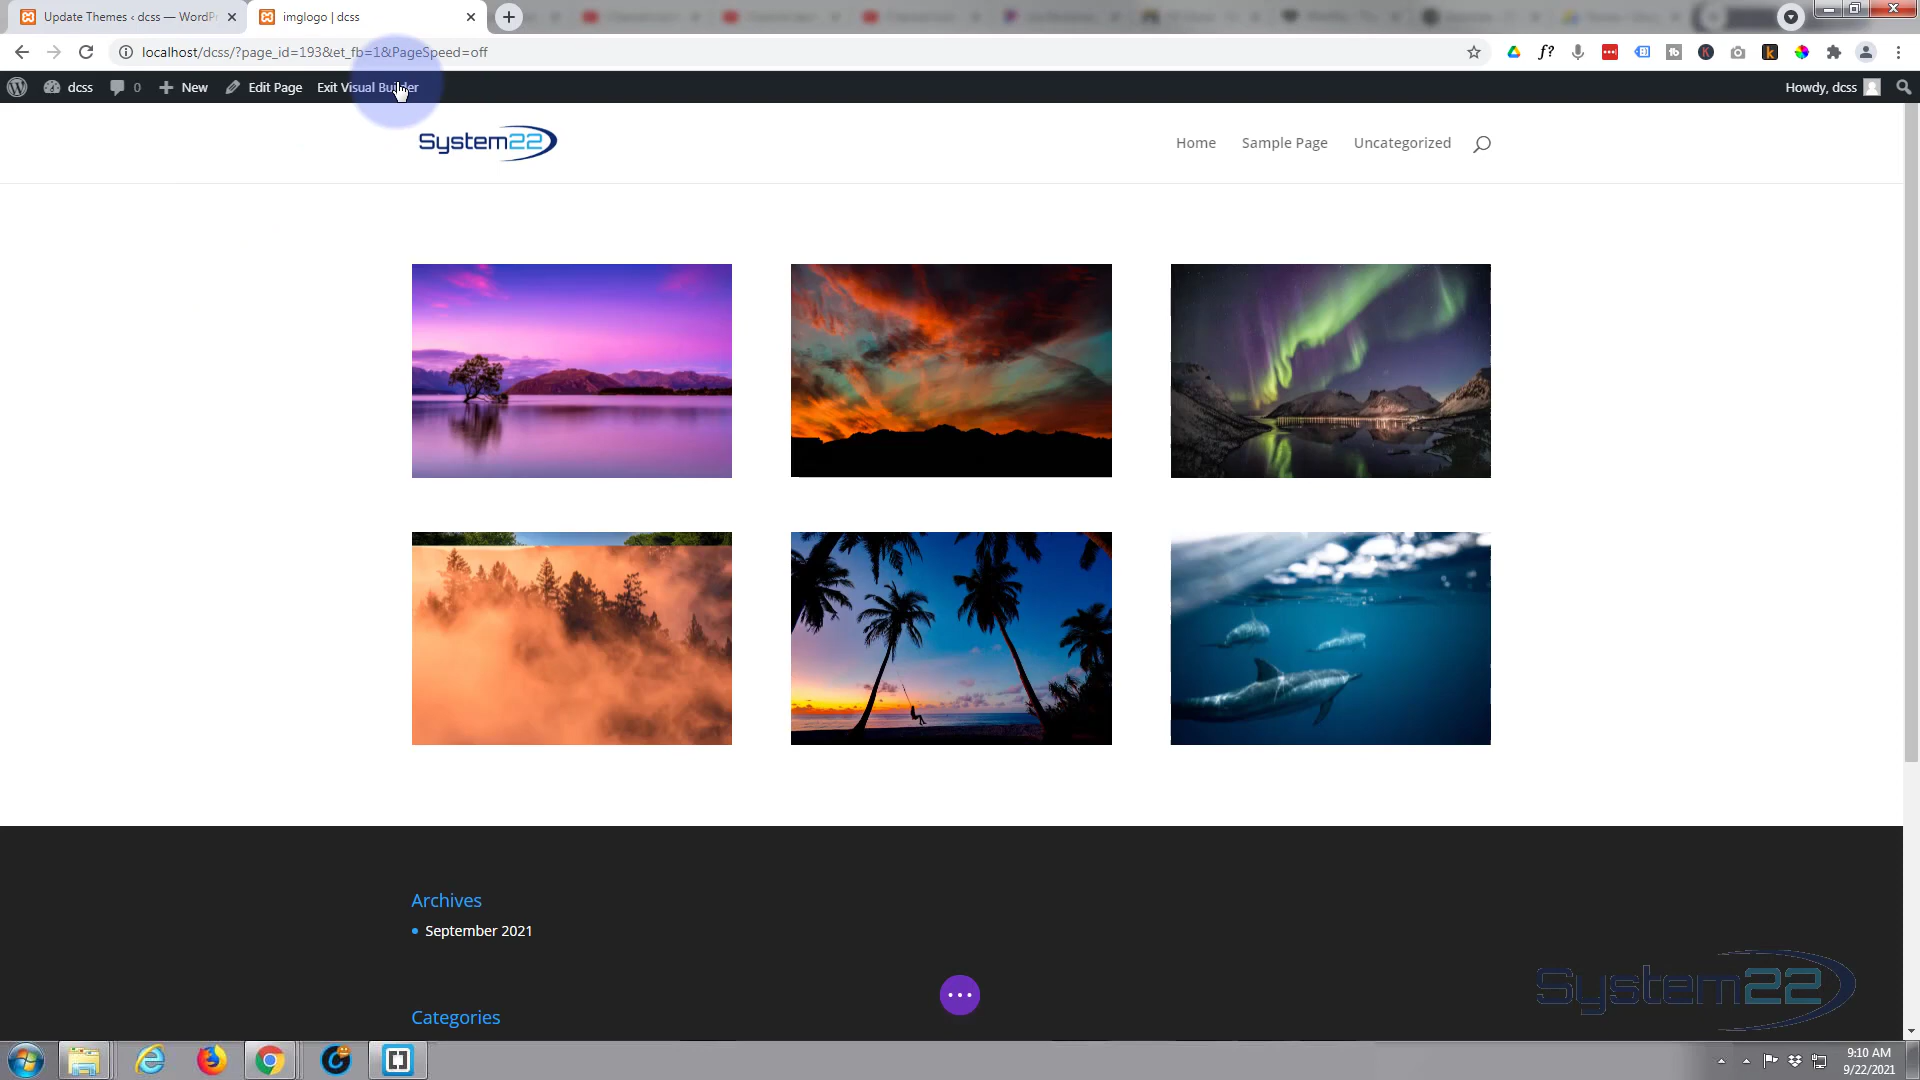 Update Themes ‹ dcss — WordP
imglogo | dcss
localhost/dcss/?page_id=193&et_fb=1&PageSpeed=off
dcss
0
New
Edit Page
Exit Visual Builder
Howdy, dcss
System22
Home
Sample Page
Uncategorized
Archives
September 2021
Categories
System22
9:10 AM
9/22/2021